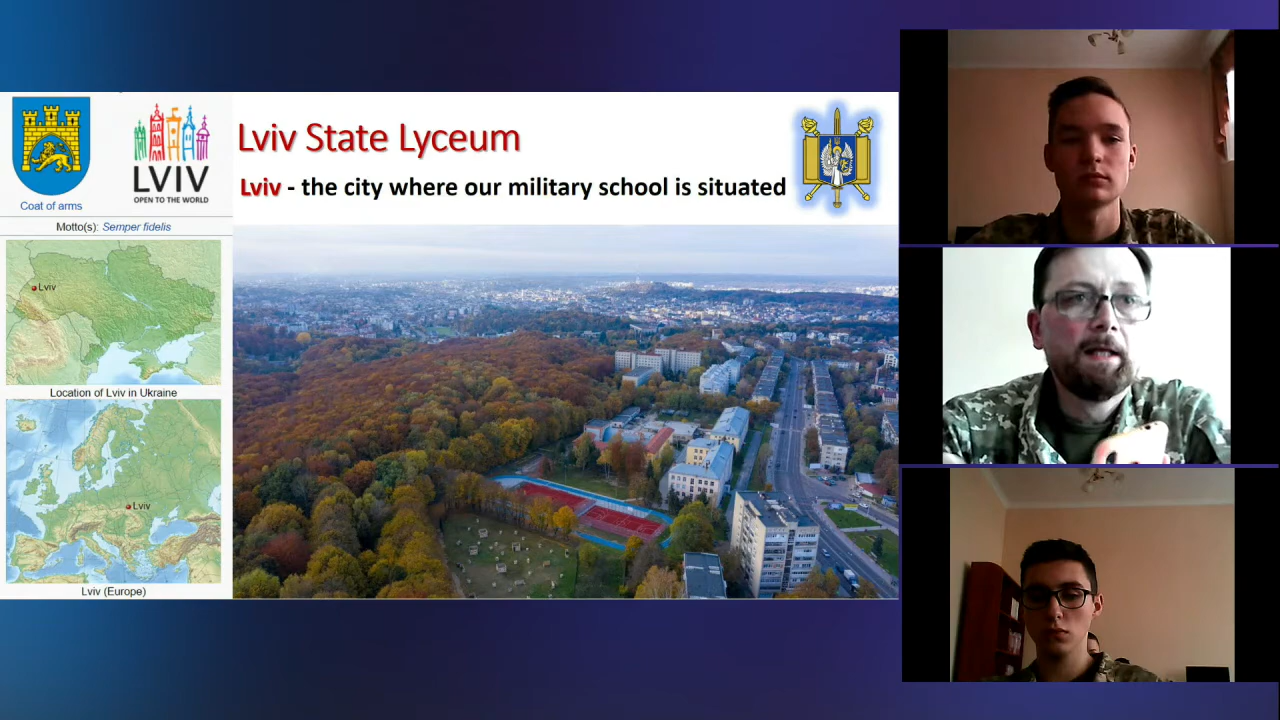 Lviv State Lyceum
Lviv - the city where our military school is situated
LVIV
OPEN TO THE WORLD
Coat of arms
Motto(s): Semper fidelis
Lviv
Location of Lviv in Ukraine
Lviv
Lviv (Europe)